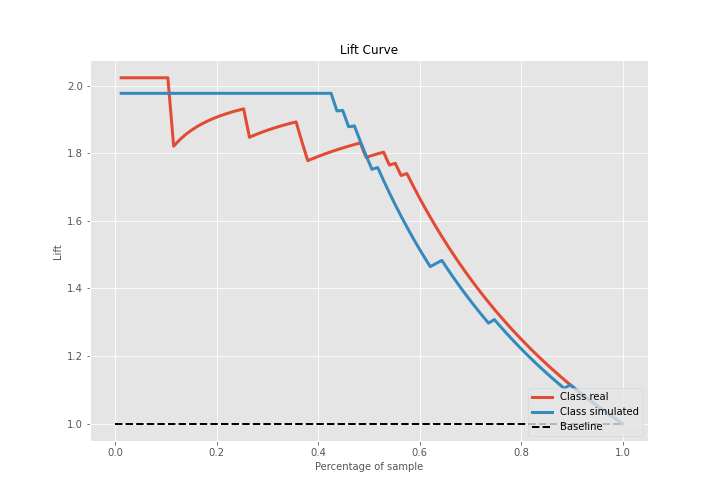 Lift Curve
Lift
2.0
1.8
1.6
1.4
1.2
1.0
0.0 0.2 0.4 0.6 0.8 1.0
Percentage of sample
Class real
Class simulated
Baseline